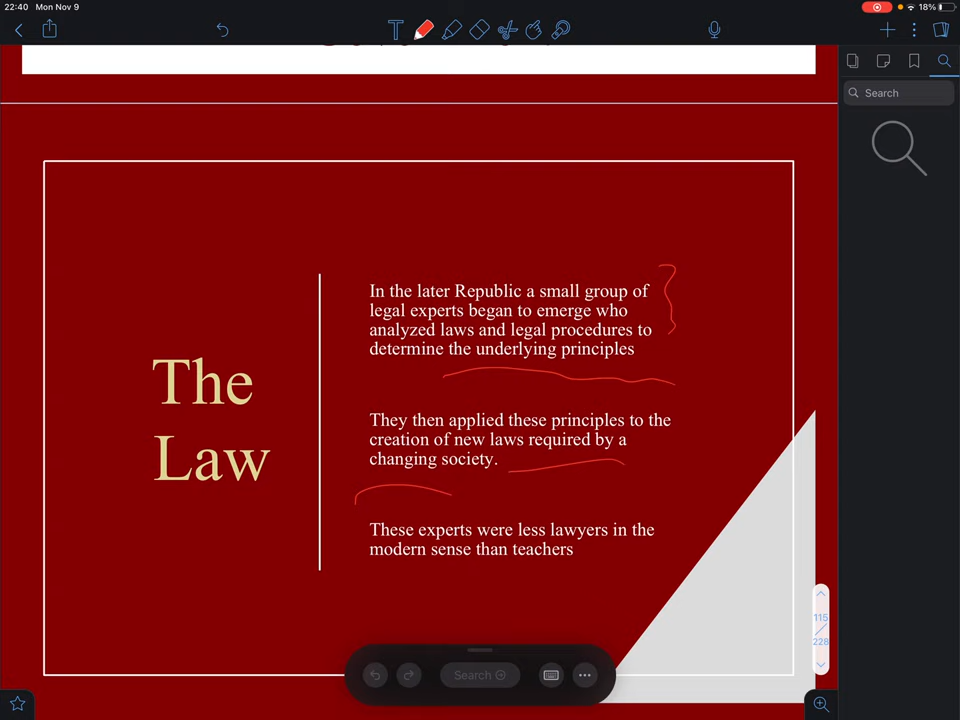 22:40 Mon Nov 9
18%
Search
The
Law
In the later Republic a small group of
legal experts began to emerge who
analyzed laws and legal procedures to
determine the underlying principles
They then applied these principles to the
creation of new laws required by a
changing society.
These experts were less lawyers in the
modern sense than teachers
115
228
Search